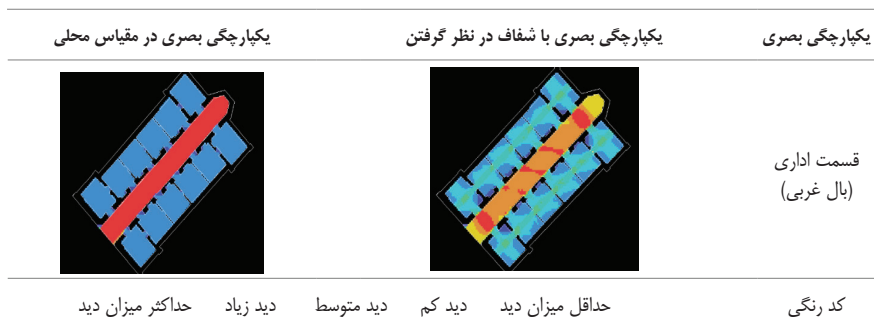 یکپارچگی بصری یکپارچگی بصری با شفاف در نظر گرفتن یکپارچگی بصری در مقیاس محلی
قسمت اداری
(بال غربی)
کد رنگی حداقل میزان دید دید کم دید متوسط دید زیاد حداکثر میزان دید